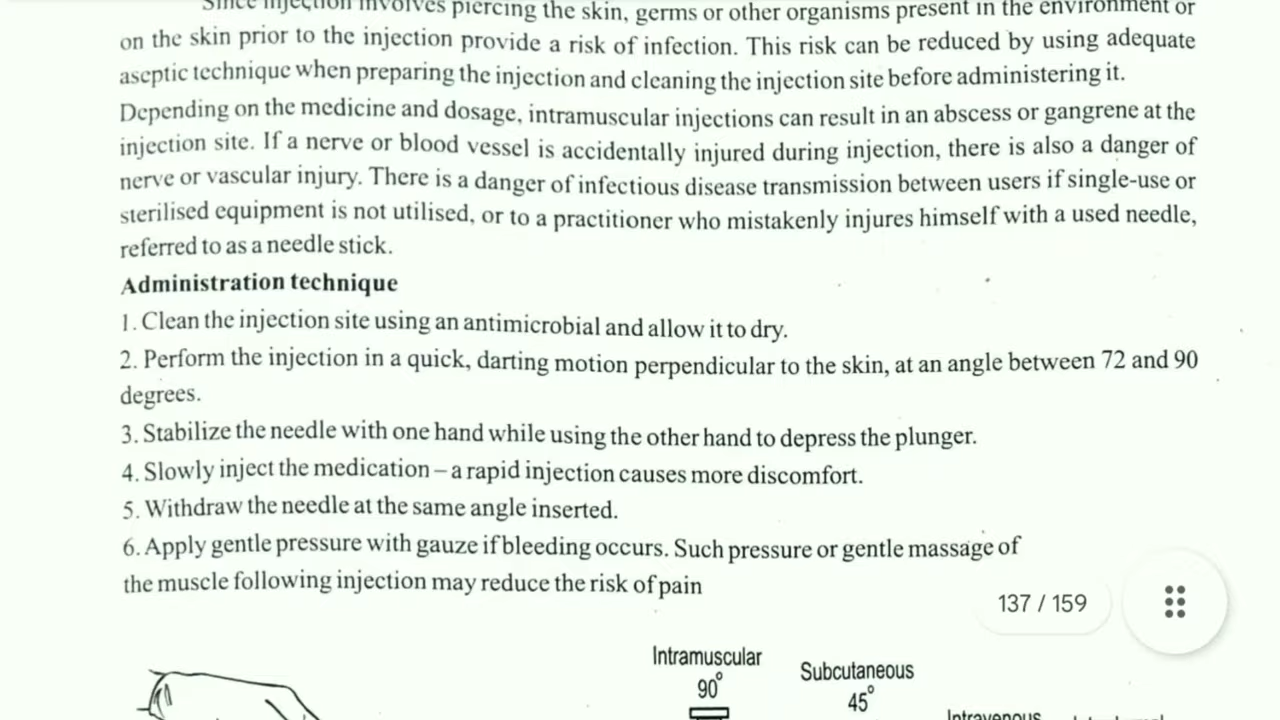 Since injection involves piercing the skin, germs or other organisms present in the environment or
on the skin prior to the injection provide a risk of infection. This risk can be reduced by using adequate
aseptic technique when preparing the injection and cleaning the injection site before administering it.
Depending on the medicine and dosage, intramuscular injections can result in an abscess or gangrene at the
injection site. If a nerve or blood vessel is accidentally injured during injection, there is also a danger of
nerve or vascular injury. There is a danger of infectious disease transmission between users if single-use or
sterilised equipment is not utilised, or to a practitioner who mistakenly injures himself with a used needle,
referred to as a needle stick.
Administration technique
1. Clean the injection site using an antimicrobial and allow it to dry.
2. Perform the injection in a quick, darting motion perpendicular to the skin, at an angle between 72 and 90
degrees.
3. Stabilize the needle with one hand while using the other hand to depress the plunger.
4. Slowly inject the medication – a rapid injection causes more discomfort.
5. Withdraw the needle at the same angle inserted.
6. Apply gentle pressure with gauze if bleeding occurs. Such pressure or gentle massage of
the muscle following injection may reduce the risk of pain
137 / 159
Intramuscular
90°
Subcutaneous
45°
Intravenous